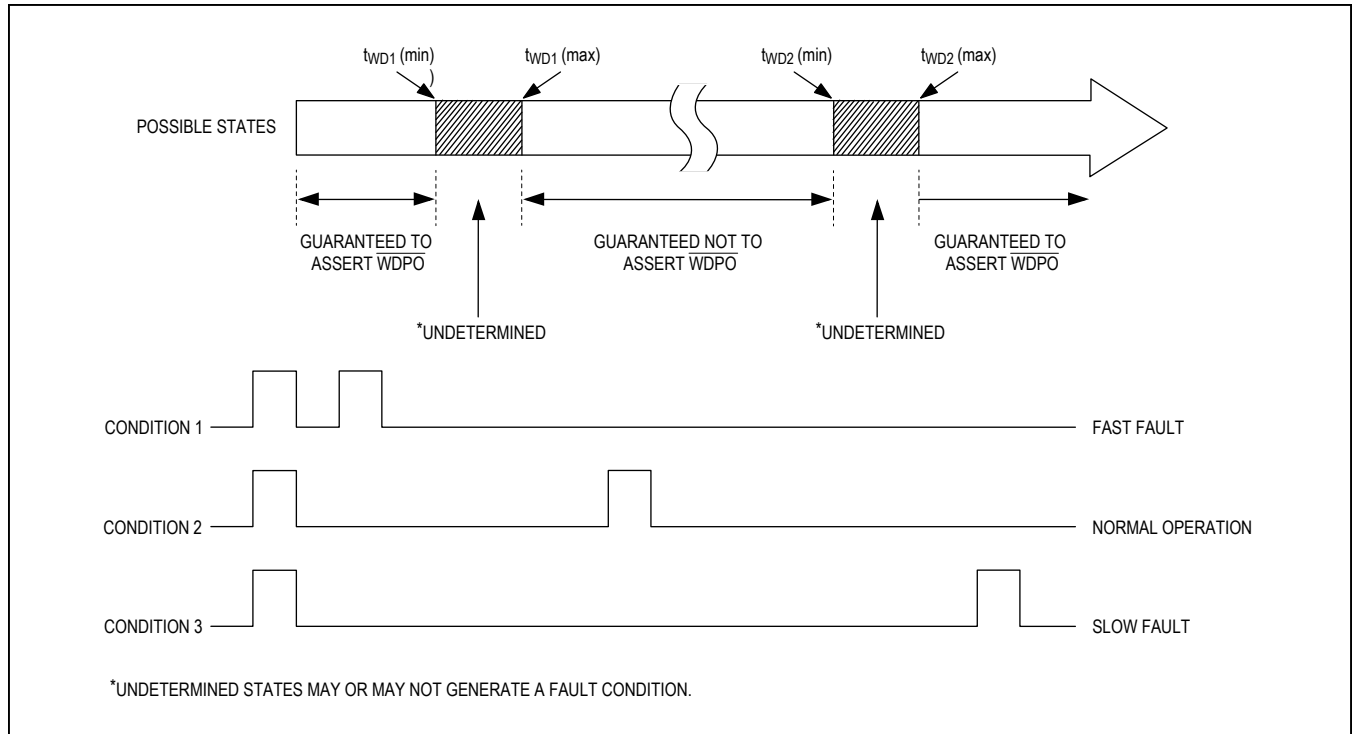 tWD1 (min)
)
tWD1 (max)
tWD2 (min)
tWD2 (max)
POSSIBLE STATES
GUARANTEED TO
ASSERT WDPO
GUARANTEED NOT TO
ASSERT WDPO
GUARANTEED TO
ASSERT WDPO
*UNDETERMINED
*UNDETERMINED
CONDITION 1
FAST FAULT
CONDITION 2
NORMAL OPERATION
CONDITION 3
SLOW FAULT
*UNDETERMINED STATES MAY OR MAY NOT GENERATE A FAULT CONDITION.